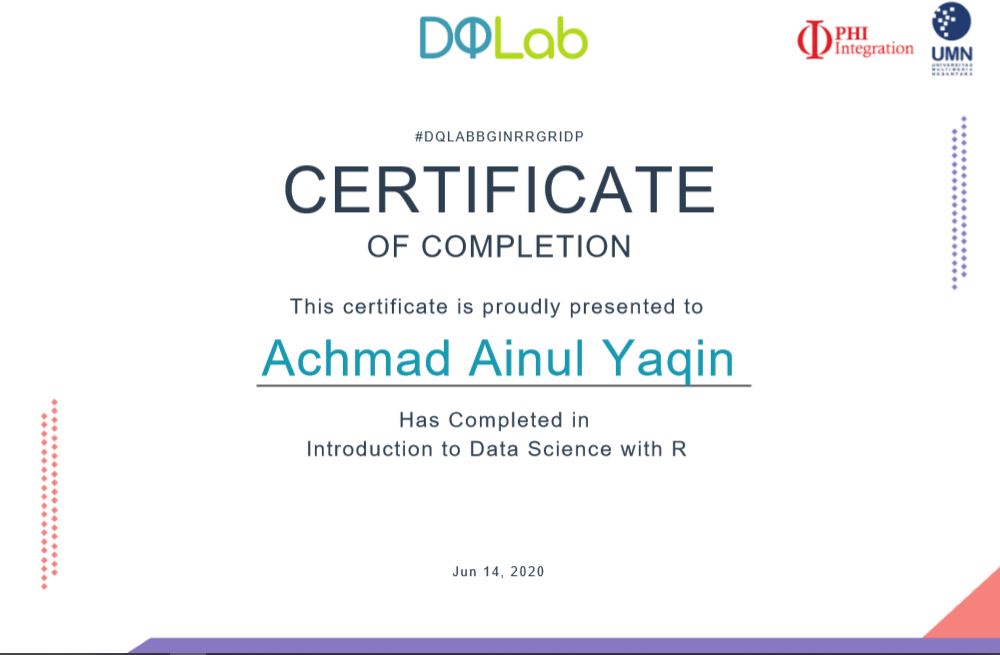 DQLab
PHI
Integration
UMN
UNIVERSITAS
MULTIMEDIA
NUSANTARA
#DQLABBGINRRGRIDP
CERTIFICATE
OF COMPLETION
This certificate is proudly presented to
Achmad Ainul Yaqin
Has Completed in
Introduction to Data Science with R
Jun 14, 2020